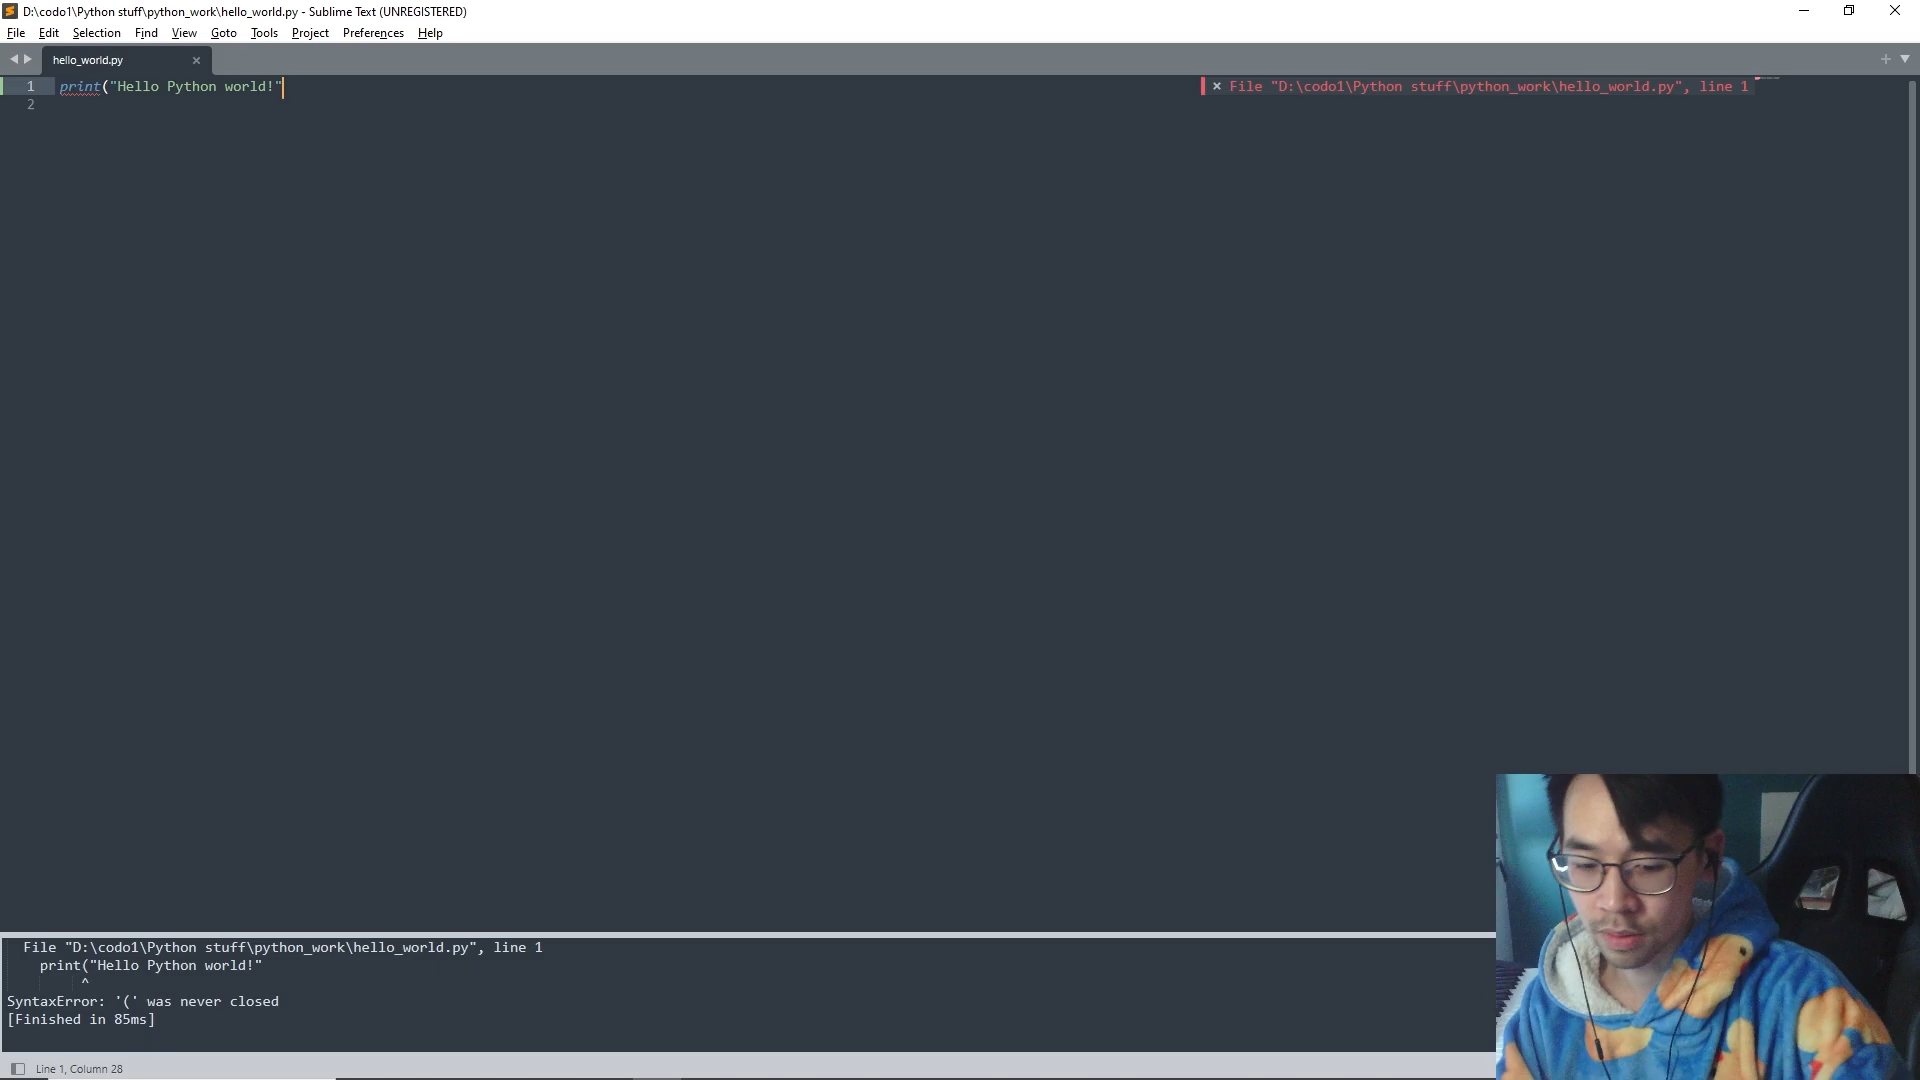 D:\codo1\Python stuff\python_work\hello_world.py - Sublime Text (UNREGISTERED)
File Edit Selection Find View Goto Tools Project Preferences Help
hello_world.py
1 print("Hello Python world!"
× File "D:\codo1\Python stuff\python_work\hello_world.py", line 1
2
File "D:\codo1\Python stuff\python_work\hello_world.py", line 1
print("Hello Python world!"
^
SyntaxError: '(' was never closed
[Finished in 85ms]
Line 1, Column 28